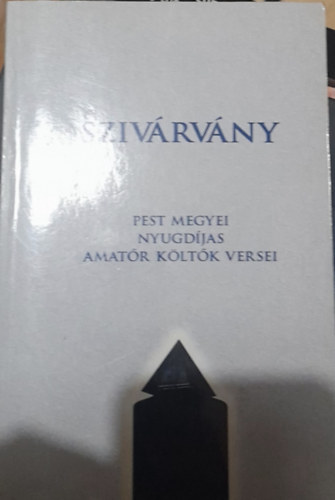 SZIVÁRVÁNY
PEST MEGYEI
NYUGDÍJAS
AMATŐR KÖLTŐK VERSEI